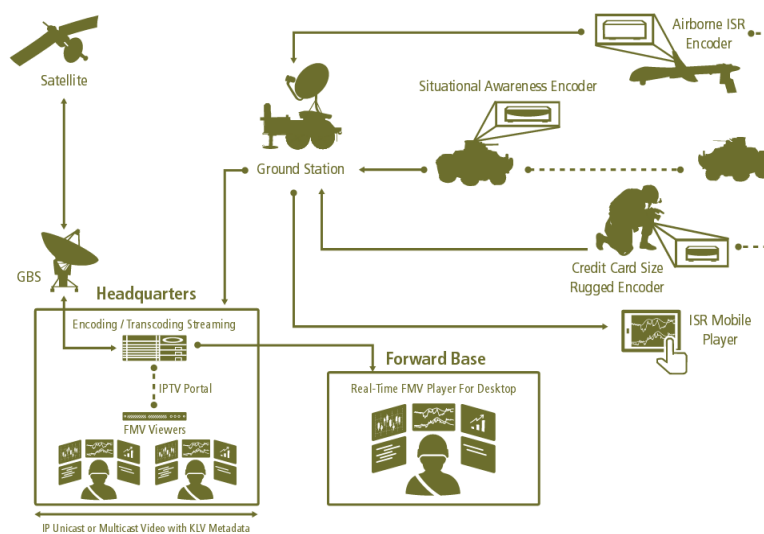 Airborne ISR
Encoder
Satellite
Situational Awareness Encoder
Ground Station
GBS
Credit Card Size
Rugged Encoder
Headquarters
Encoding / Transcoding Streaming
ISR Mobile
Player
Forward Base
IPTV Portal
Real-Time FMV Player For Desktop
FMV Viewers
IP Unicast or Multicast Video with KLV Metadata